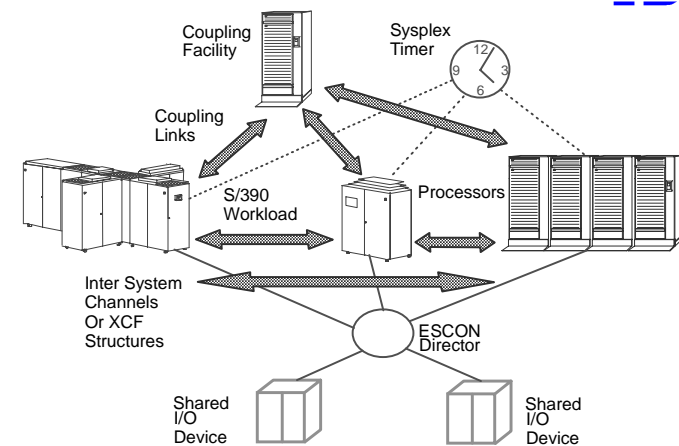 Coupling
Facility
Sysplex
Timer
12
9
3
6
Coupling
Links
S/390
Workload
Processors
Inter System
Channels
Or XCF
Structures
ESCON
Director
Shared
I/O
Device
Shared
I/O
Device